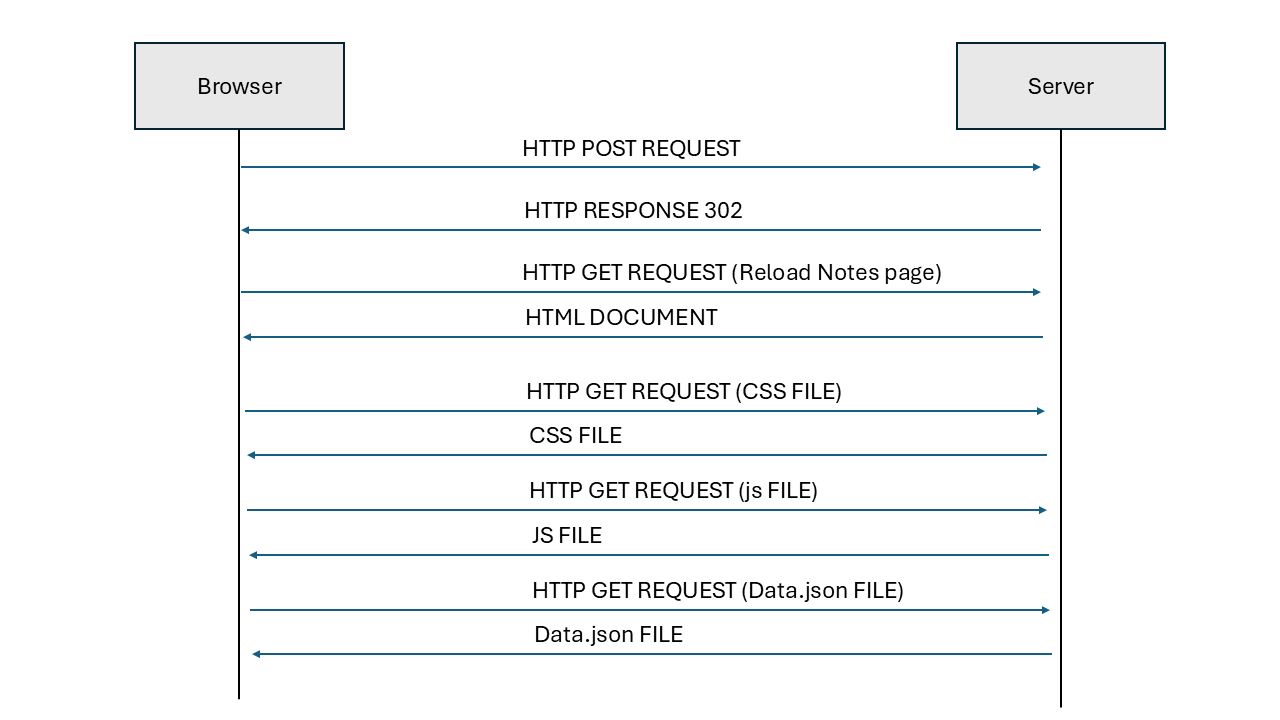 Browser
Server
HTTP POST REQUEST
HTTP RESPONSE 302
HTTP GET REQUEST (Reload Notes page)
HTML DOCUMENT
HTTP GET REQUEST (CSS FILE)
CSS FILE
HTTP GET REQUEST (js FILE)
JS FILE
HTTP GET REQUEST (Data.json FILE)
Data.json FILE